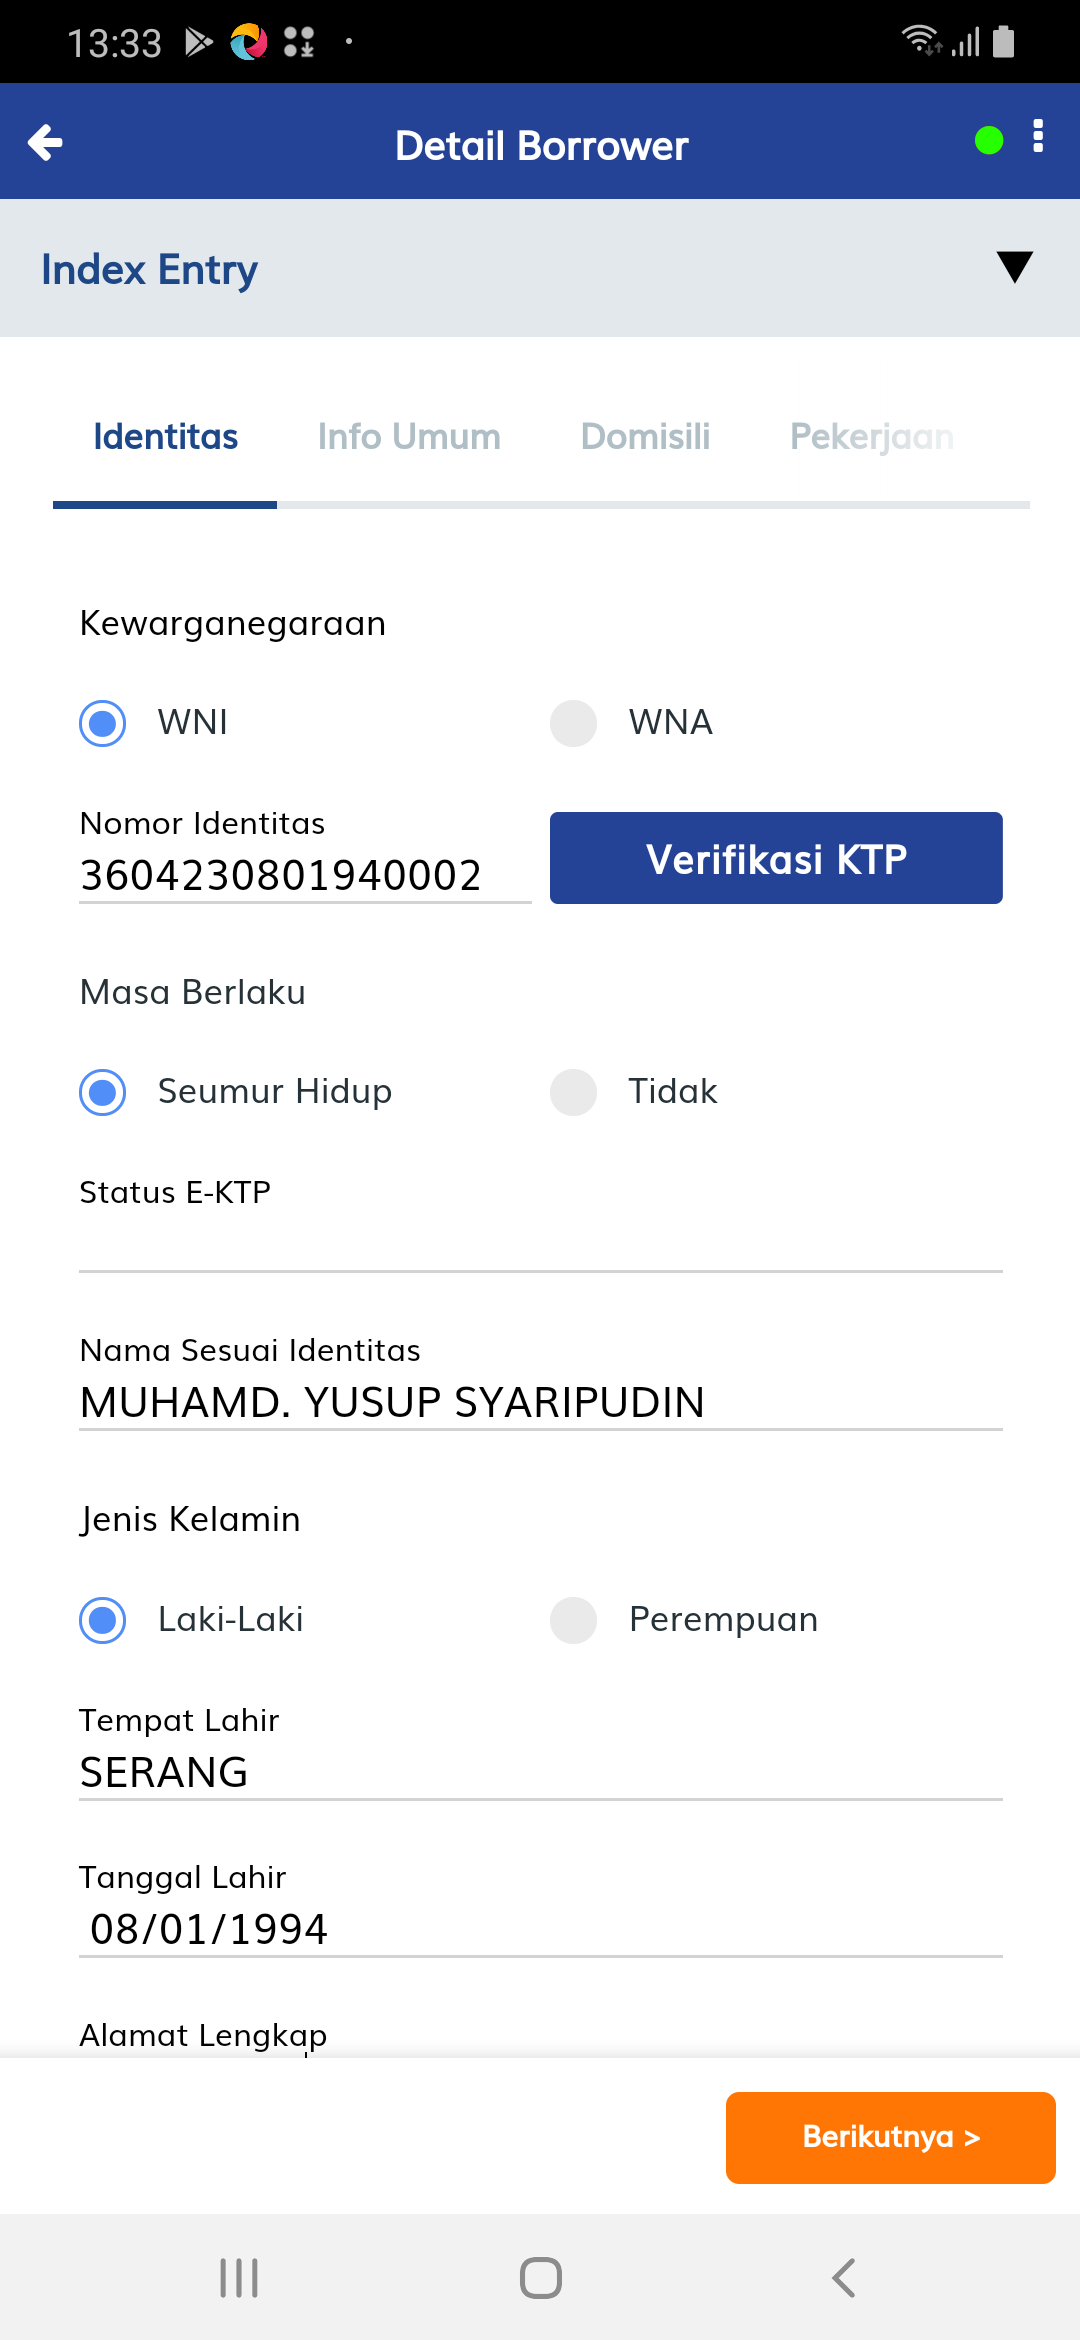 13:33
Detail Borrower
Index Entry
Identitas Info Umum Domisili Pekerjaan
Kewarganegaraan
WNI WNA
Nomor Identitas
3604230801940002
Verifikasi KTP
Masa Berlaku
Seumur Hidup Tidak
Status E-KTP
Nama Sesuai Identitas
MUHAMD. YUSUP SYARIPUDIN
Jenis Kelamin
Laki-Laki Perempuan
Tempat Lahir
SERANG
Tanggal Lahir
08/01/1994
Alamat Lengkap
Berikutnya >